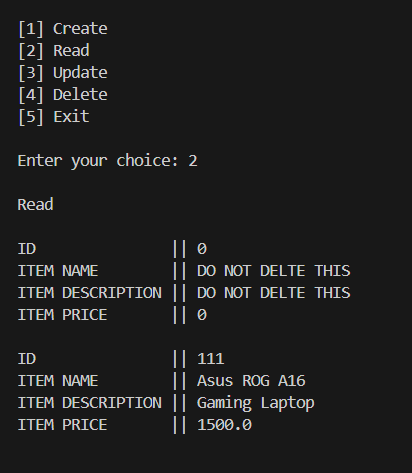 [1] Create
[2] Read
[3] Update
[4] Delete
[5] Exit
Enter your choice: 2
Read
ID || 0
ITEM NAME || DO NOT DELTE THIS
ITEM DESCRIPTION || DO NOT DELTE THIS
ITEM PRICE || 0
ID || 111
ITEM NAME || Asus ROG A16
ITEM DESCRIPTION || Gaming Laptop
ITEM PRICE || 1500.0